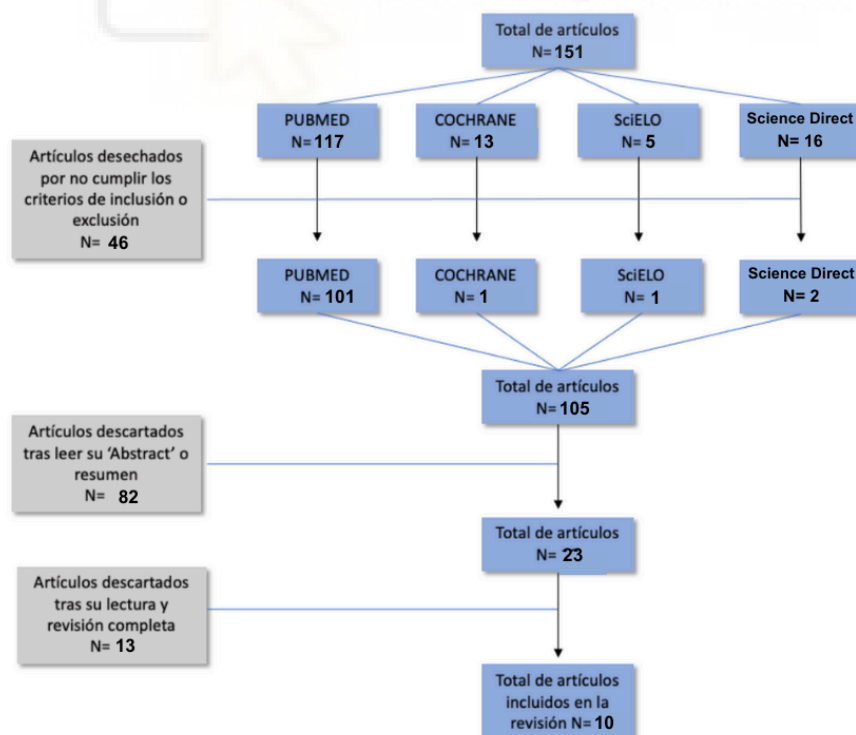 Total de artículos
N= 151
PUBMED
N= 117
COCHRANE
N= 13
SciELO
N= 5
Science Direct
N= 16
Artículos desechados
por no cumplir los
criterios de inclusión o
exclusión
N= 46
PUBMED
N= 101
COCHRANE
N= 1
SciELO
N= 1
Science Direct
N= 2
Total de artículos
N= 105
Artículos descartados
tras leer su ‘Abstract’ o
resumen
N= 82
Total de artículos
N= 23
Artículos descartados
tras su lectura y
revisión completa
N= 13
Total de artículos
incluidos en la
revisión N= 10